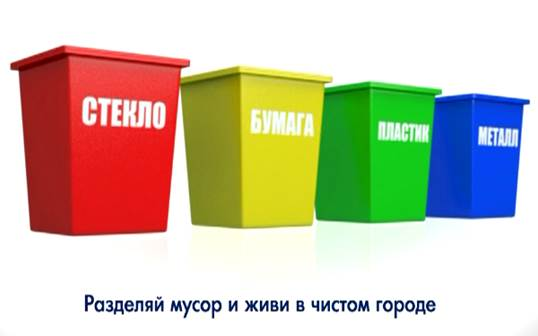 СТЕКЛО
БУМАГА
ПЛАСТИК
МЕТАЛЛ
Разделяй мусор и живи в чистом городе